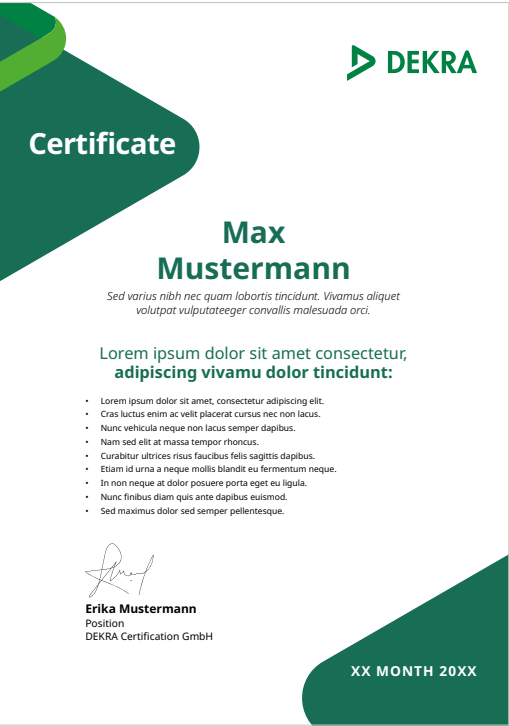 DEKRA
Certificate
Max
Mustermann
Sed varius nibh nec quam lobortis tincidunt. Vivamus aliquet
volutpat vulputateeger convallis malesuada orci.
Lorem ipsum dolor sit amet consectetur,
adipiscing vivamu dolor tincidunt:
• Lorem ipsum dolor sit amet, consectetur adipiscing elit.
• Cras luctus enim ac velit placerat cursus nec non lacus.
• Nunc vehicula neque non lacus semper dapibus.
• Nam sed elit at massa tempor rhoncus.
• Curabitur ultrices risus faucibus felis sagittis dapibus.
• Etiam id urna a neque mollis blandit eu fermentum neque.
• In non neque at dolor posuere porta eget eu ligula.
• Nunc finibus diam quis ante dapibus euismod.
• Sed maximus dolor sed semper pellentesque.
Erika Mustermann
Position
DEKRA Certification GmbH
XX MONTH 20XX